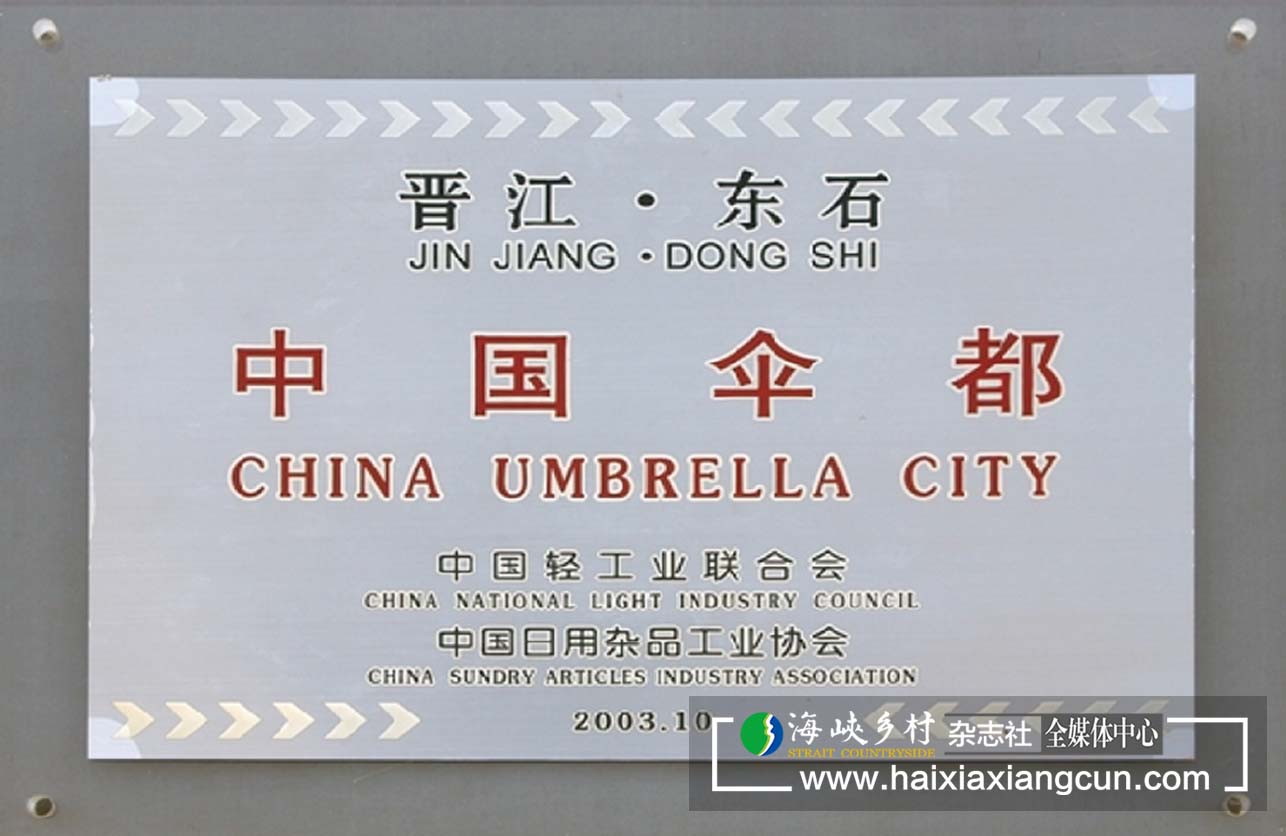 晋江·东石
JIN JIANG·DONG SHI
中国伞都
CHINA UMBRELLA CITY
中国轻工业联合会
CHINA NATIONAL LIGHT INDUSTRY COUNCIL
中国日用杂品工业协会
CHINA SUNDRY ARTICLES INDUSTRY ASSOCIATION
2003.10
海峡乡村 杂志社 全媒体中心
STRAIT COUNTRYSIDE
www.haixiaxiangcun.com